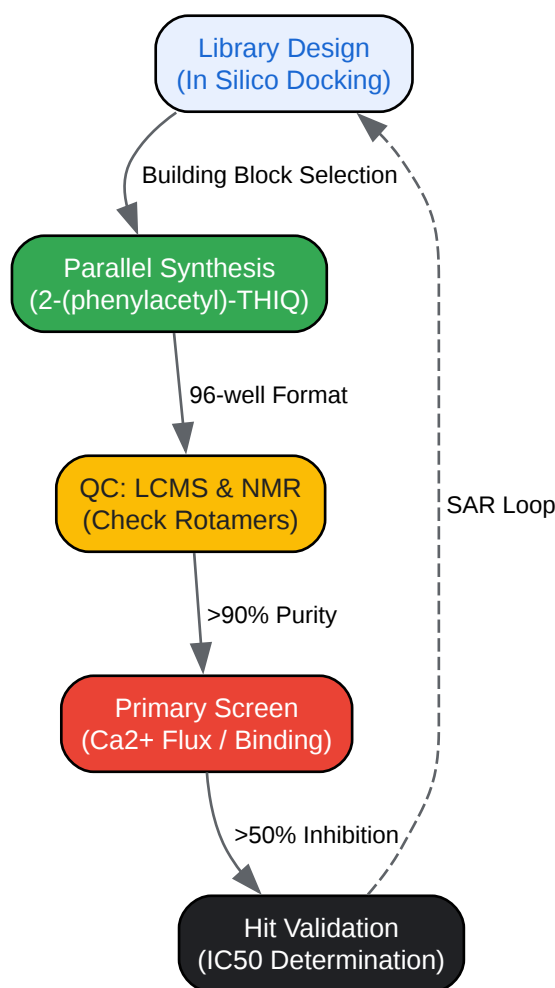 Library Design
(In Silico Docking)
Building Block Selection
Parallel Synthesis
(2-(phenylacetyl)-THIQ)
96-well Format
QC: LCMS & NMR
(Check Rotamers)
SAR Loop
>90% Purity
Primary Screen
(Ca2+ Flux / Binding)
>50% Inhibition
Hit Validation
(IC50 Determination)